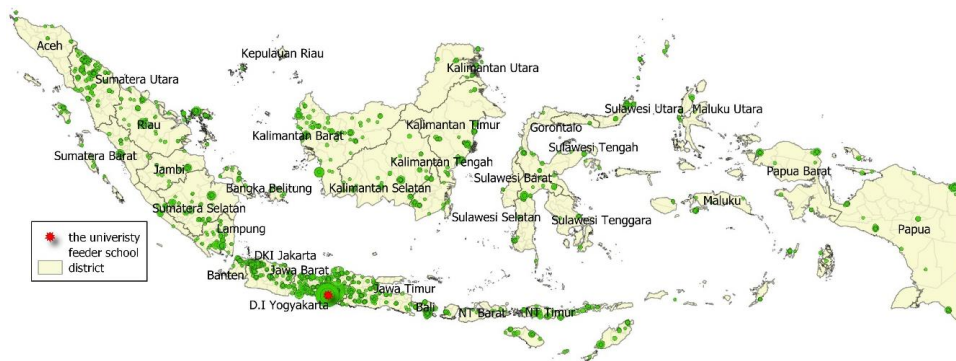 Aceh
Kepulauan Riau
Sumatera Utara
Kalimantan Utara
Sulawesi Utara
Maluku Utara
Riau
Kalimantan Barat
Kalimantan Timur
Gorontalo
Sumatera Barat
Sulawesi Tengah
Jambi
Kalimantan Tengah
Papua Barat
Sulawesi Barat
Bangka Belitung
Kalimantan Selatan
Sumatera Selatan
Maluku
Sulawesi Selatan
Sulawesi Tenggara
Papua
Lampung
the univeristy
feeder school
district
DKI Jakarta
Banten
Jawa Barat
Jawa Timur
D.I Yogyakarta
Bali
NT Barat
NT Timur